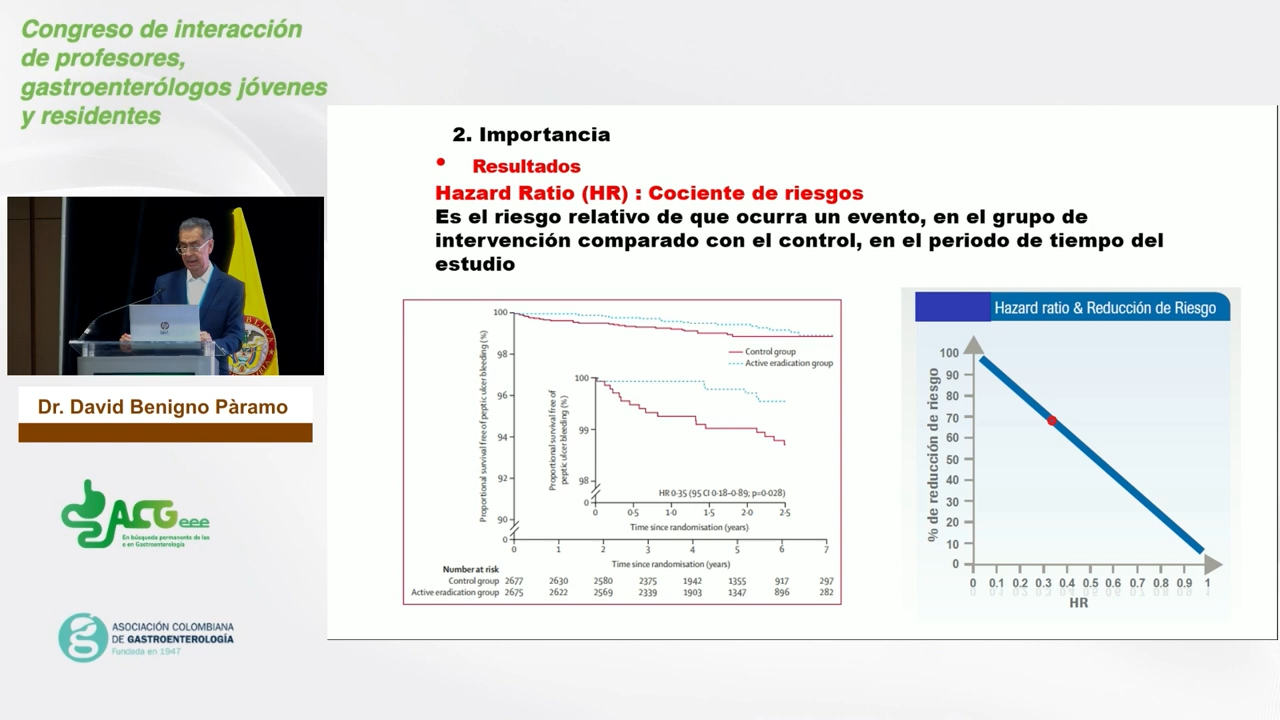 Congreso de interacción
de profesores,
gastroenterólogos jóvenes
y residentes
Dr. David Benigno Pàramo
ACG eee
En búsqueda permanente de las
e en Gastroenterología
ASOCIACIÓN COLOMBIANA
DE GASTROENTEROLOGÍA
Fundada en 1947
2. Importancia
• Resultados
Hazard Ratio (HR) : Cociente de riesgos
Es el riesgo relativo de que ocurra un evento, en el grupo de
intervención comparado con el control, en el periodo de tiempo del
estudio
Proportional survival free of peptic ulcer bleeding (%)
100
98
96
94
92
90
0
Control group
Active eradication group
Proportional survival free of
peptic ulcer bleeding (%)
100
99
98
0
HR 0·35 (95 CI 0·18–0·89; p=0·028)
0 0·5 1·0 1·5 2·0 2·5
Time since randomisation (years)
0 1 2 3 4 5 6 7
Time since randomisation (years)
Number at risk
Control group 2677 2630 2580 2375 1942 1355 917 297
Active eradication group 2675 2622 2569 2339 1903 1347 896 282
Hazard ratio & Reducción de Riesgo
% de reducción de riesgo
100
90
80
70
60
50
40
30
20
10
0
0 0.1 0.2 0.3 0.4 0.5 0.6 0.7 0.8 0.9 1
HR